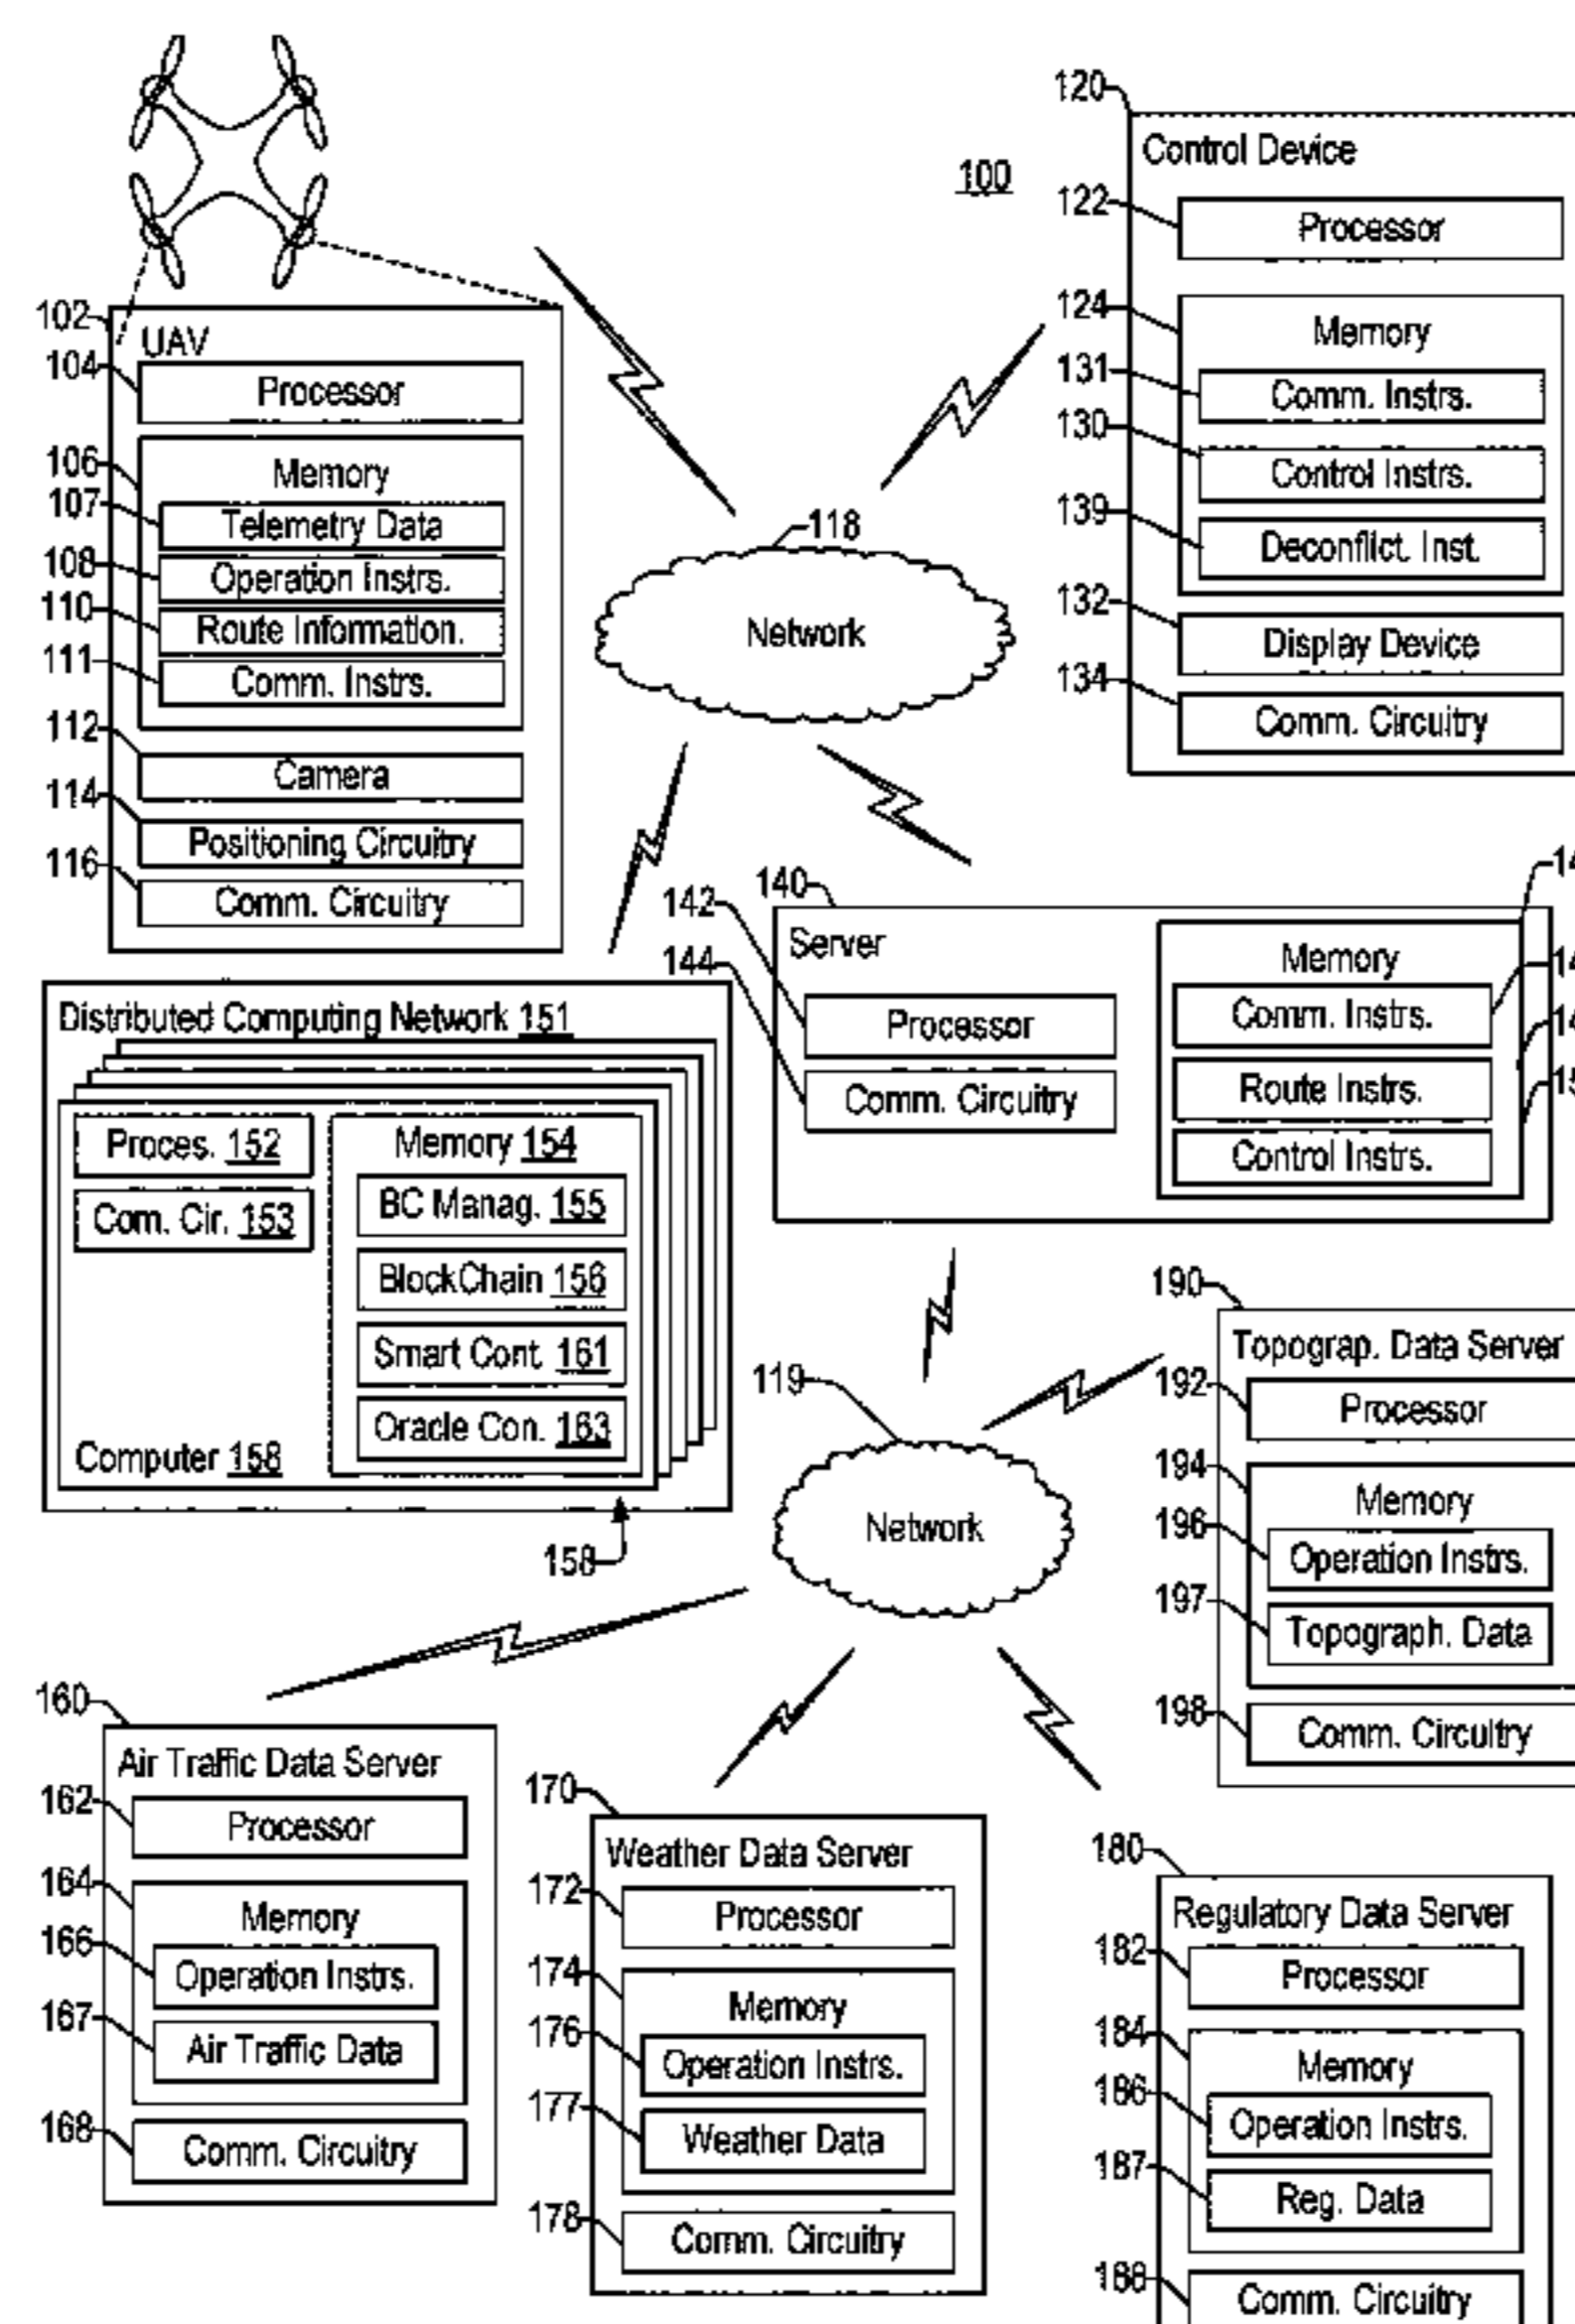 100
102
UAV
104
Processor
106
Memory
107
Telemetry Data
108
Operation Instrs.
110
Route Information.
111
Comm. Instrs.
112
Camera
114
Positioning Circuitry
116
Comm. Circuitry
118
Network
120
Control Device
122
Processor
124
Memory
131
Comm. Instrs.
130
Control Instrs.
139
Deconflict. Inst.
132
Display Device
134
Comm. Circuitry
140
Server
142
Processor
144
Comm. Circuitry
Memory
Comm. Instrs.
Route Instrs.
Control Instrs.
Distributed Computing Network 151
Proces. 152
Com. Cir. 153
Memory 154
BC Manag. 155
BlockChain 156
Smart Cont. 161
Oracle Con. 163
Computer 158
158
119
Network
190
Topograp. Data Server
192
Processor
194
Memory
196
Operation Instrs.
197
Topograph. Data
198
Comm. Circuitry
160
Air Traffic Data Server
162
Processor
164
Memory
166
Operation Instrs.
167
Air Traffic Data
168
Comm. Circuitry
170
Weather Data Server
172
Processor
174
Memory
176
Operation Instrs.
177
Weather Data
178
Comm. Circuitry
180
Regulatory Data Server
182
Processor
184
Memory
186
Operation Instrs.
187
Reg. Data
188
Comm. Circuitry